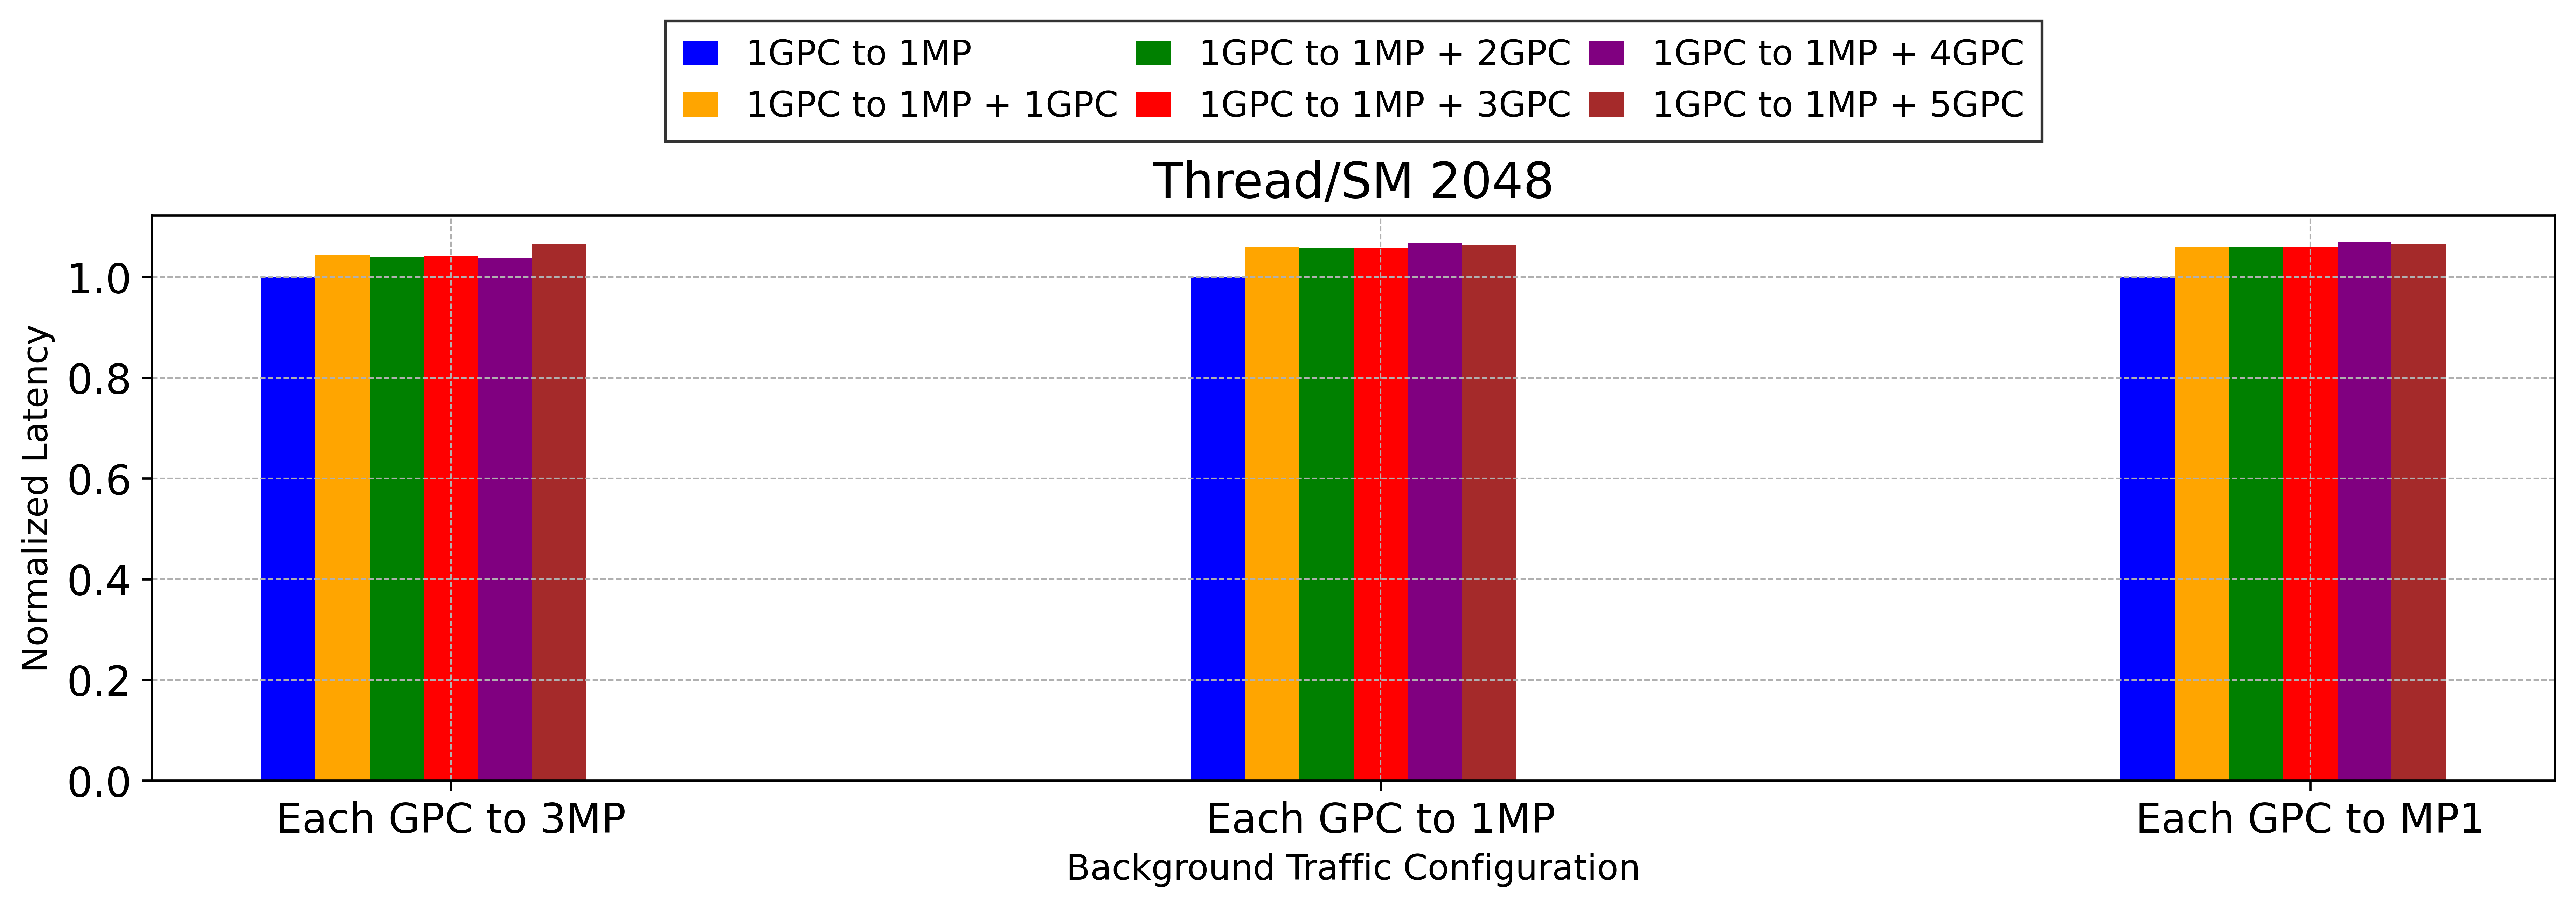 1GPC to 1MP
1GPC to 1MP + 1GPC
1GPC to 1MP + 2GPC
1GPC to 1MP + 3GPC
1GPC to 1MP + 4GPC
1GPC to 1MP + 5GPC
Thread/SM 2048
Normalized Latency
1.0
0.8
0.6
0.4
0.2
0.0
Each GPC to 3MP
Each GPC to 1MP
Each GPC to MP1
Background Traffic Configuration